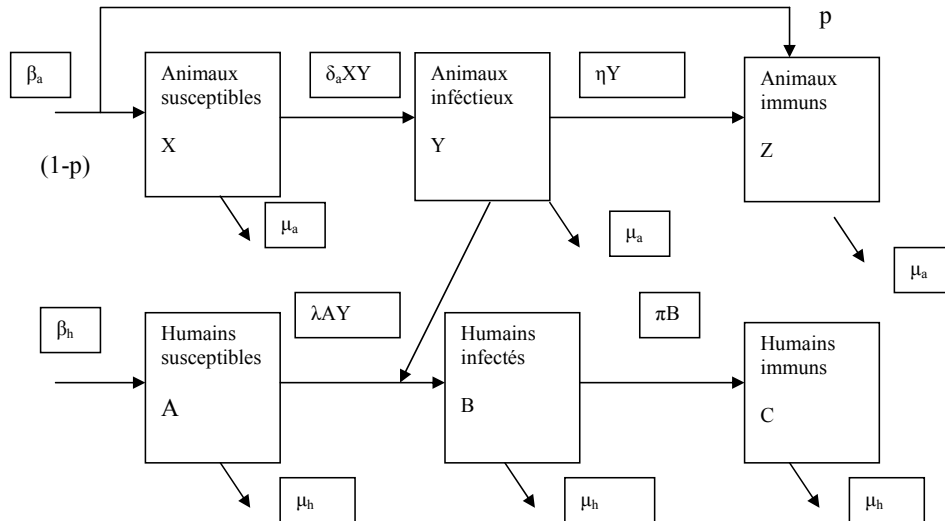 p
βₐ
Animaux
susceptibles
X
δₐXY
Animaux
inféctieux
Y
ηY
Animaux
immuns
Z
(1-p)
μₐ
μₐ
μₐ
βₕ
Humains
susceptibles
A
λAY
Humains
infectés
B
πB
Humains
immuns
C
μₕ
μₕ
μₕ